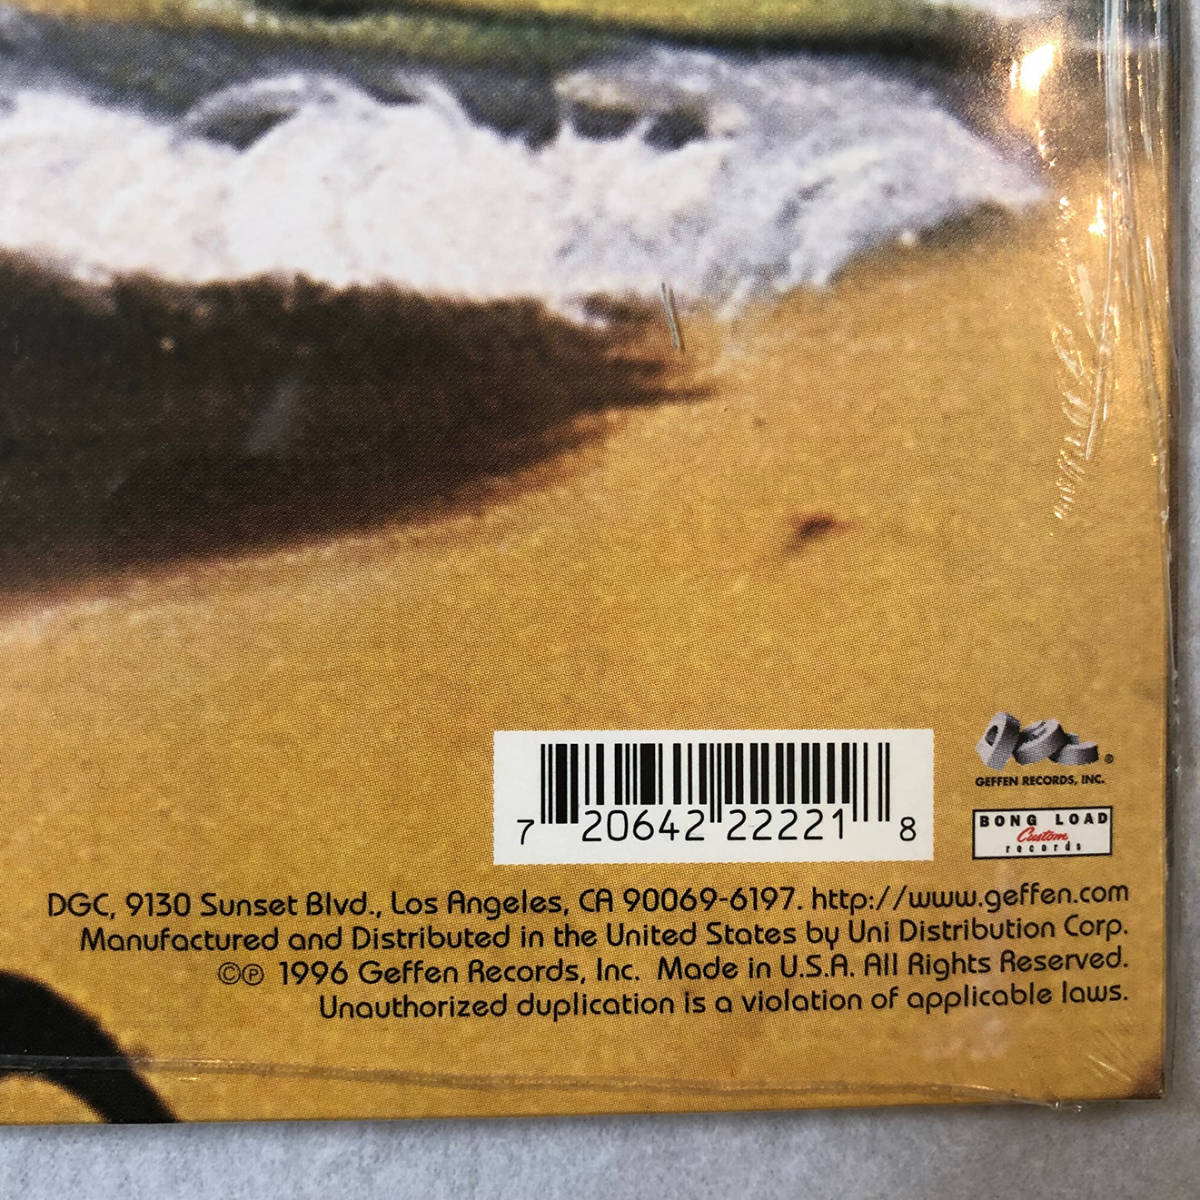 GEFFEN RECORDS, INC.
BONG LOAD
Custom
records
7 20642 22221 8
DGC, 9130 Sunset Blvd., Los Angeles, CA 90069-6197. http://www.geffen.com
Manufactured and Distributed in the United States by Uni Distribution Corp.
©℗ 1996 Geffen Records, Inc. Made in U.S.A. All Rights Reserved.
Unauthorized duplication is a violation of applicable laws.